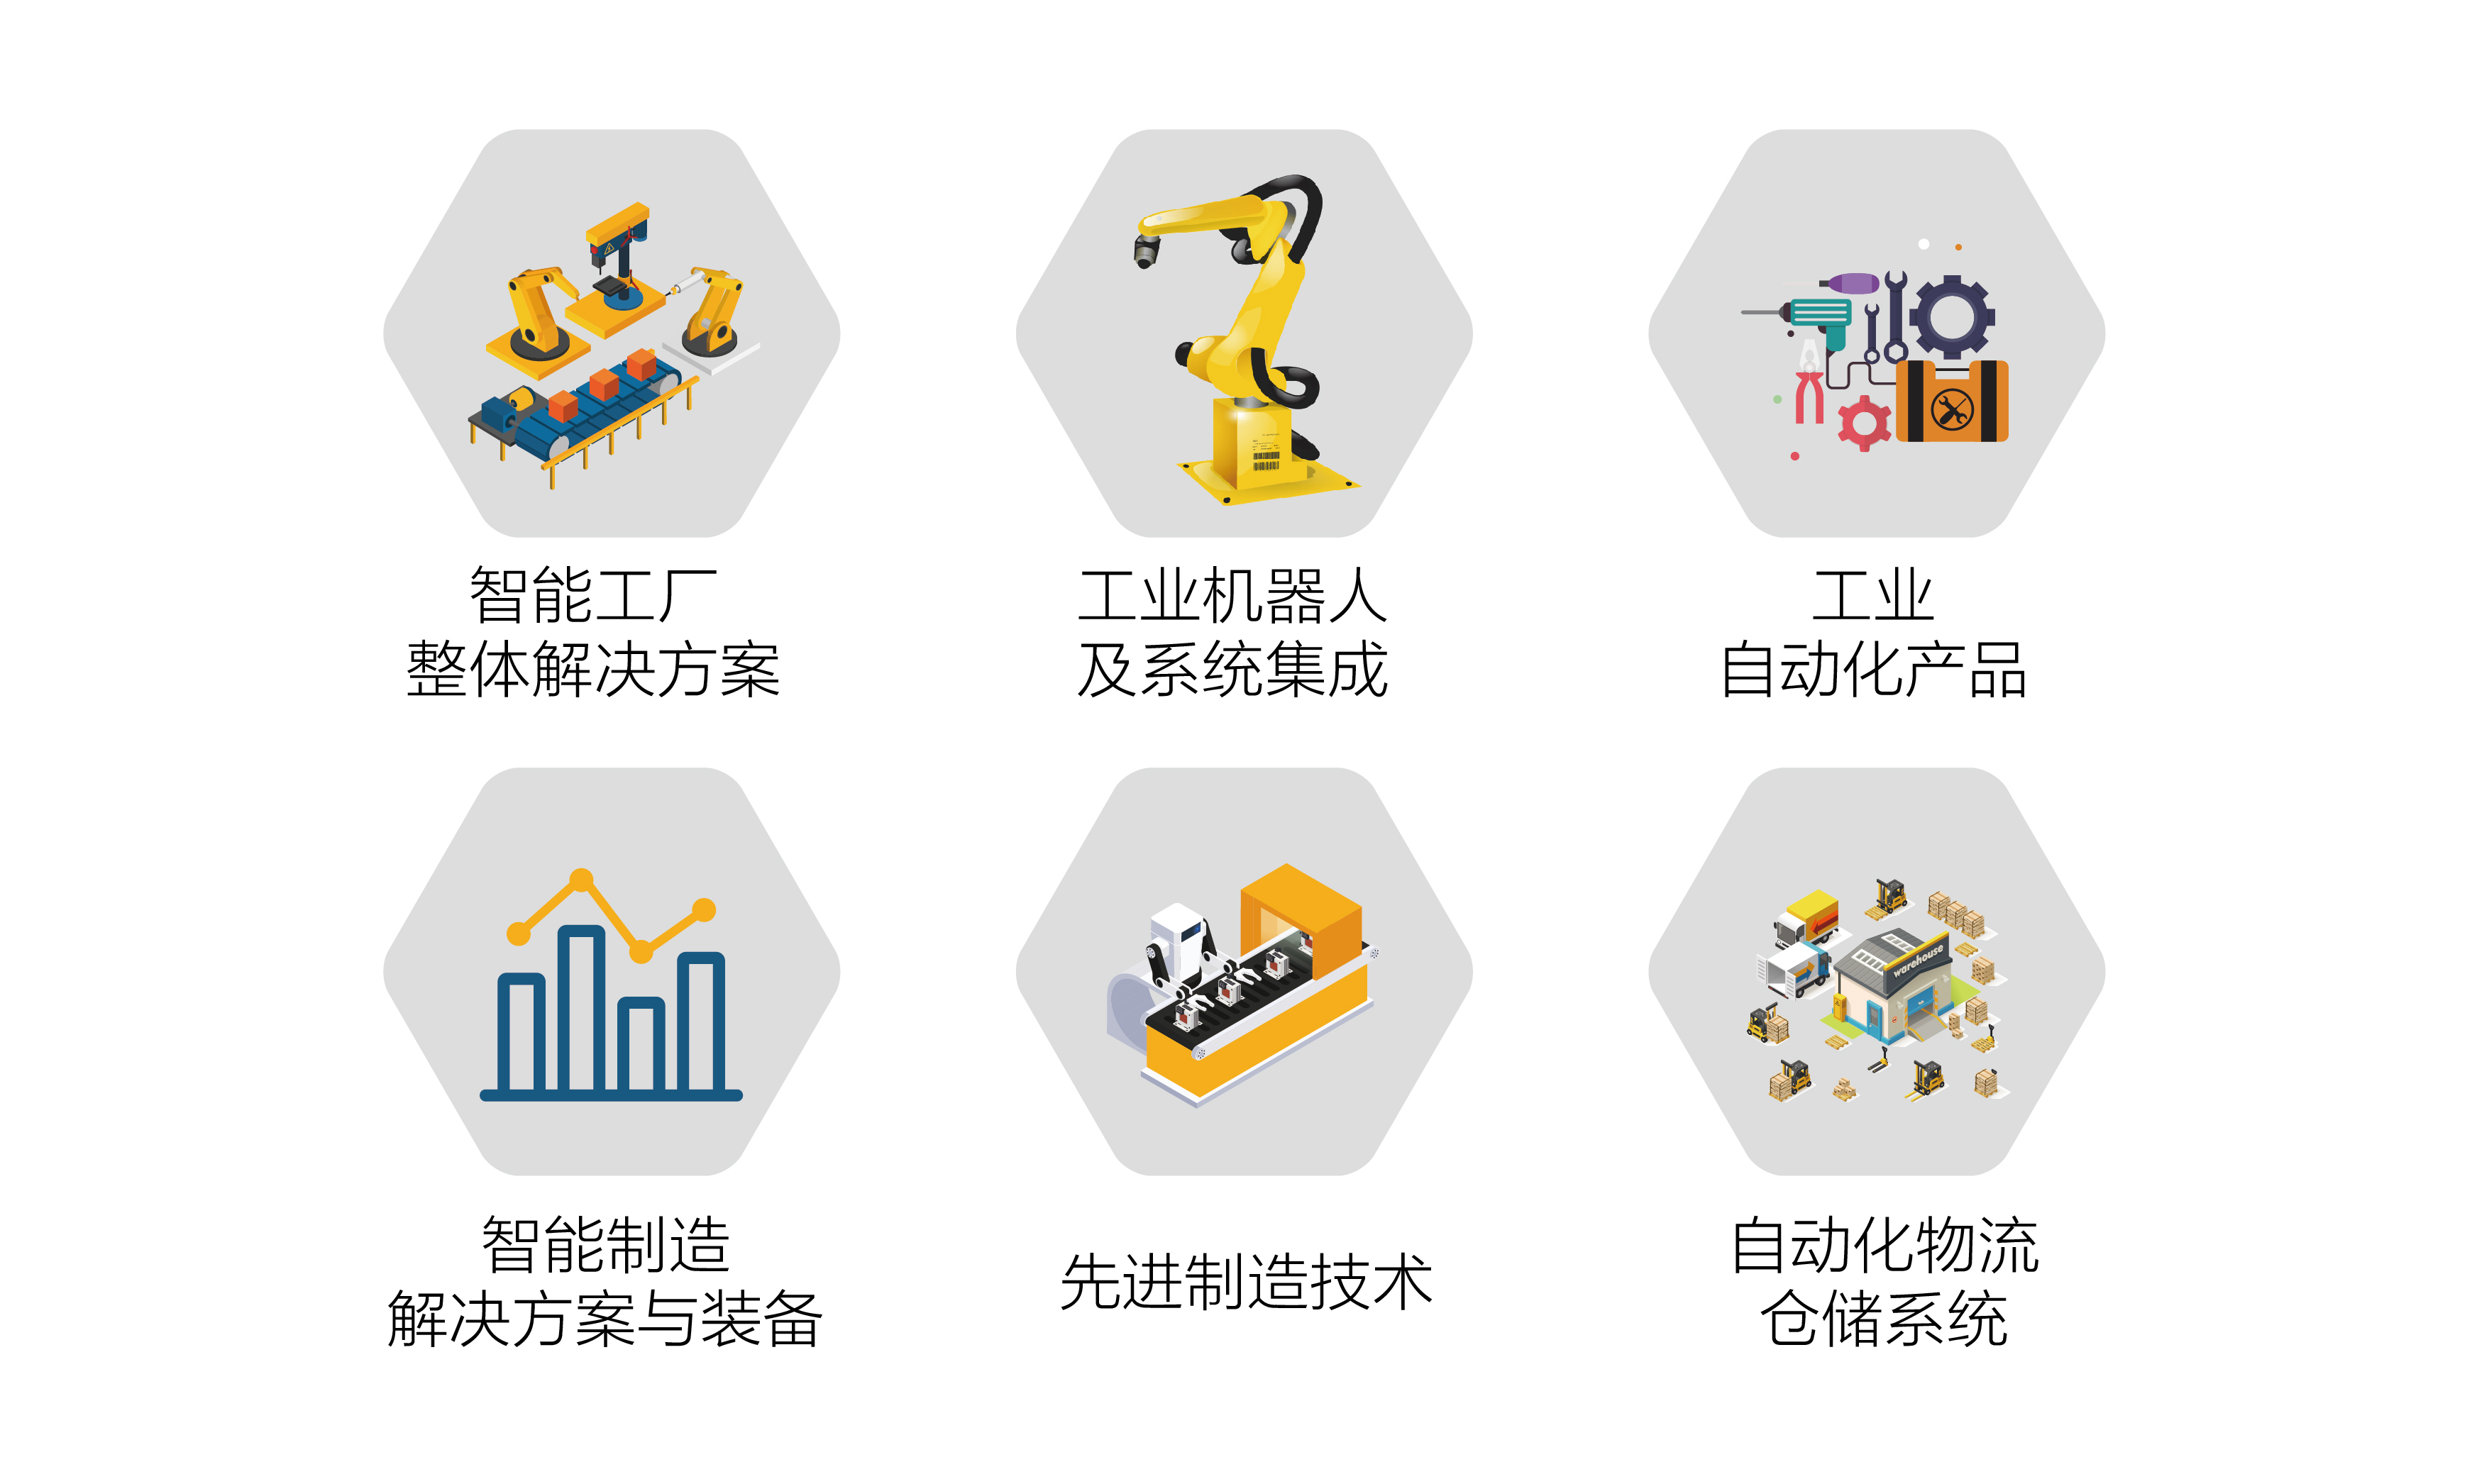 智能工厂
整体解决方案
工业机器人
及系统集成
工业
自动化产品
warehouse
智能制造
解决方案与装备
先进制造技术
自动化物流
仓储系统